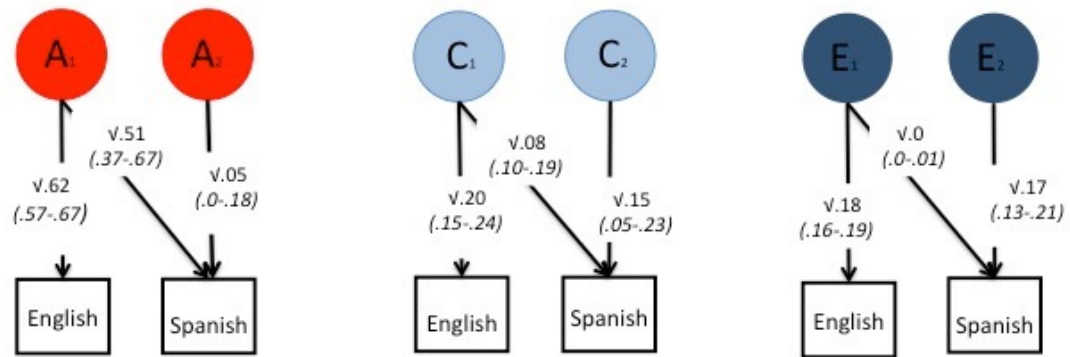 A1
A2
√.62
(.57-.67)
√.51
(.37-.67)
√.05
(.0-.18)
English
Spanish
C1
C2
√.20
(.15-.24)
√.08
(.10-.19)
√.15
(.05-.23)
English
Spanish
E1
E2
√.18
(.16-.19)
√.0
(.0-.01)
√.17
(.13-.21)
English
Spanish